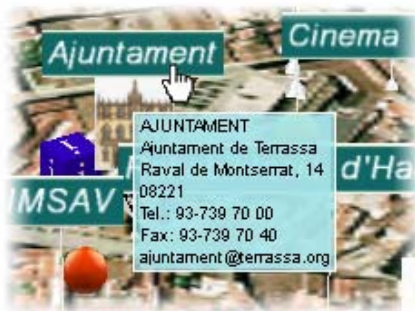 Ajuntament
Cinema
AJUNTAMENT
Ajuntament de Terrassa
Raval de Montserrat, 14
08221
Tel.: 93-739 70 00
Fax: 93-739 70 40
ajuntament@terrassa.org
d'Ha
IMSAV